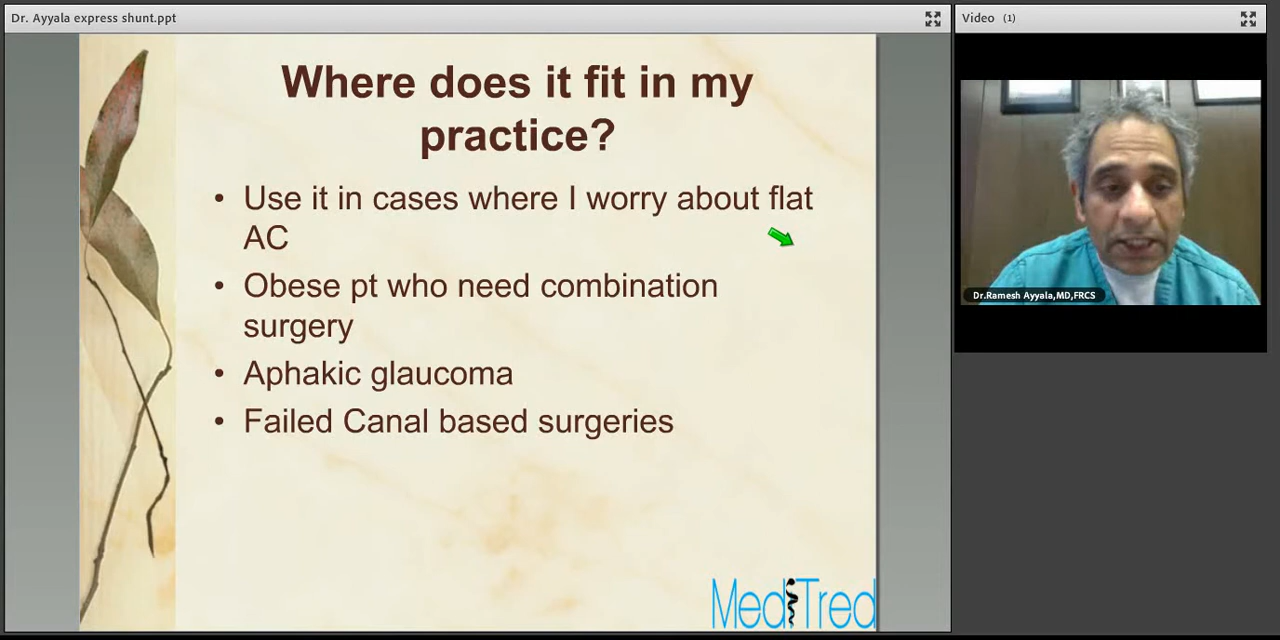 Dr. Ayyala express shunt.ppt
Video (1)
Where does it fit in my
practice?
• Use it in cases where I worry about flat
AC
• Obese pt who need combination
surgery
• Aphakic glaucoma
• Failed Canal based surgeries
MediTred
Dr.Ramesh Ayyala,MD,FRCS